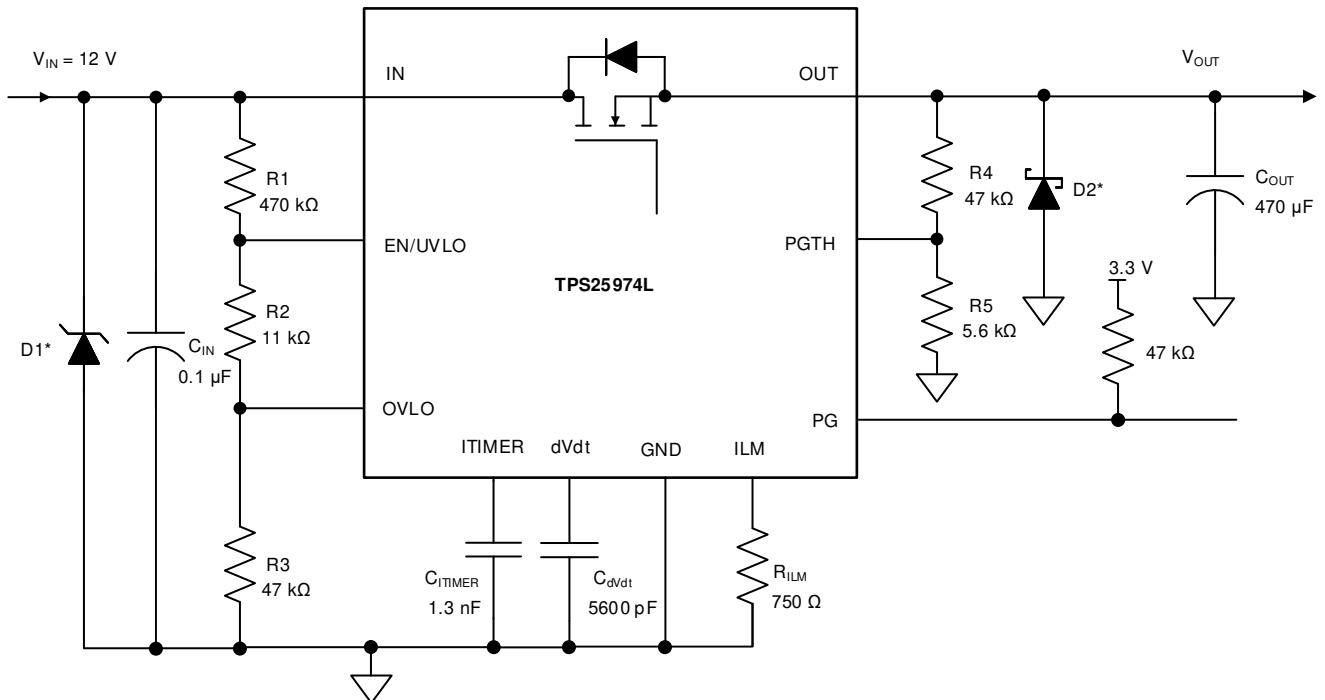 V_IN = 12 V
V_OUT
IN
OUT
R1
470 kΩ
R4
47 kΩ
D2*
C_OUT
470 µF
EN/UVLO
PGTH
TPS25974L
3.3 V
R2
11 kΩ
R5
5.6 kΩ
47 kΩ
D1*
C_IN
0.1 µF
OVLO
PG
ITIMER
dVdt
GND
ILM
R3
47 kΩ
C_ITIMER
1.3 nF
C_dVdt
5600 pF
R_ILM
750 Ω